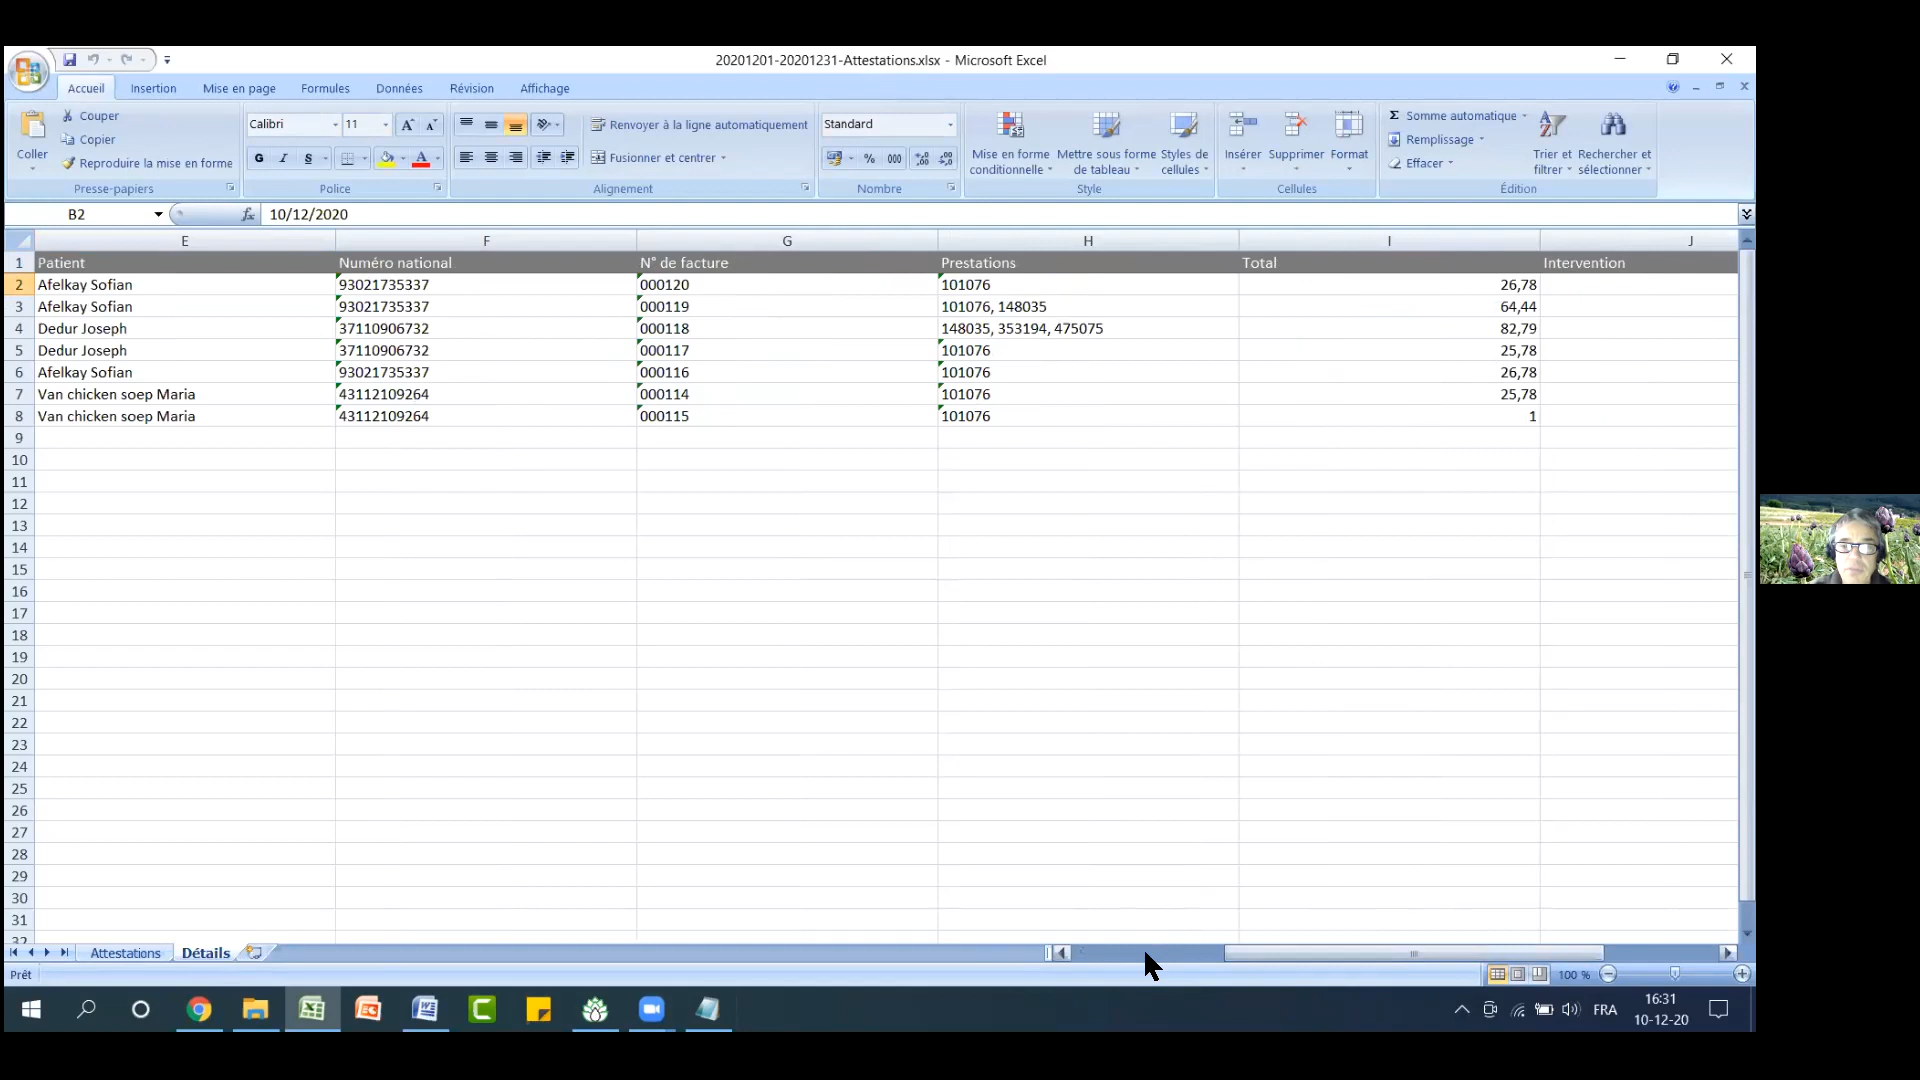 20201201-20201231-Attestations.xlsx - Microsoft Excel
Accueil Insertion Mise en page Formules Données Révision Affichage
Coller
Couper
Copier
Reproduire la mise en forme
Presse-papiers
Calibri 11
G I S
Police
Renvoyer à la ligne automatiquement
Fusionner et centrer
Alignement
Standard
% 000
Nombre
Mise en forme conditionnelle
Mettre sous forme de tableau
Styles de cellules
Style
Insérer Supprimer Format
Cellules
Somme automatique
Remplissage
Effacer
Trier et filtrer
Rechercher et sélectionner
Édition
B2 fx 10/12/2020
E F G H I J
1 Patient Numéro national N° de facture Prestations Total Intervention
2 Afelkay Sofian 93021735337 000120 101076 26,78
3 Afelkay Sofian 93021735337 000119 101076, 148035 64,44
4 Dedur Joseph 37110906732 000118 148035, 353194, 475075 82,79
5 Dedur Joseph 37110906732 000117 101076 25,78
6 Afelkay Sofian 93021735337 000116 101076 26,78
7 Van chicken soep Maria 43112109264 000114 101076 25,78
8 Van chicken soep Maria 43112109264 000115 101076 1
9
10
11
12
13
14
15
16
17
18
19
20
21
22
23
24
25
26
27
28
29
30
31
32
Attestations Détails
Prêt 100 %
FRA 16:31
10-12-20